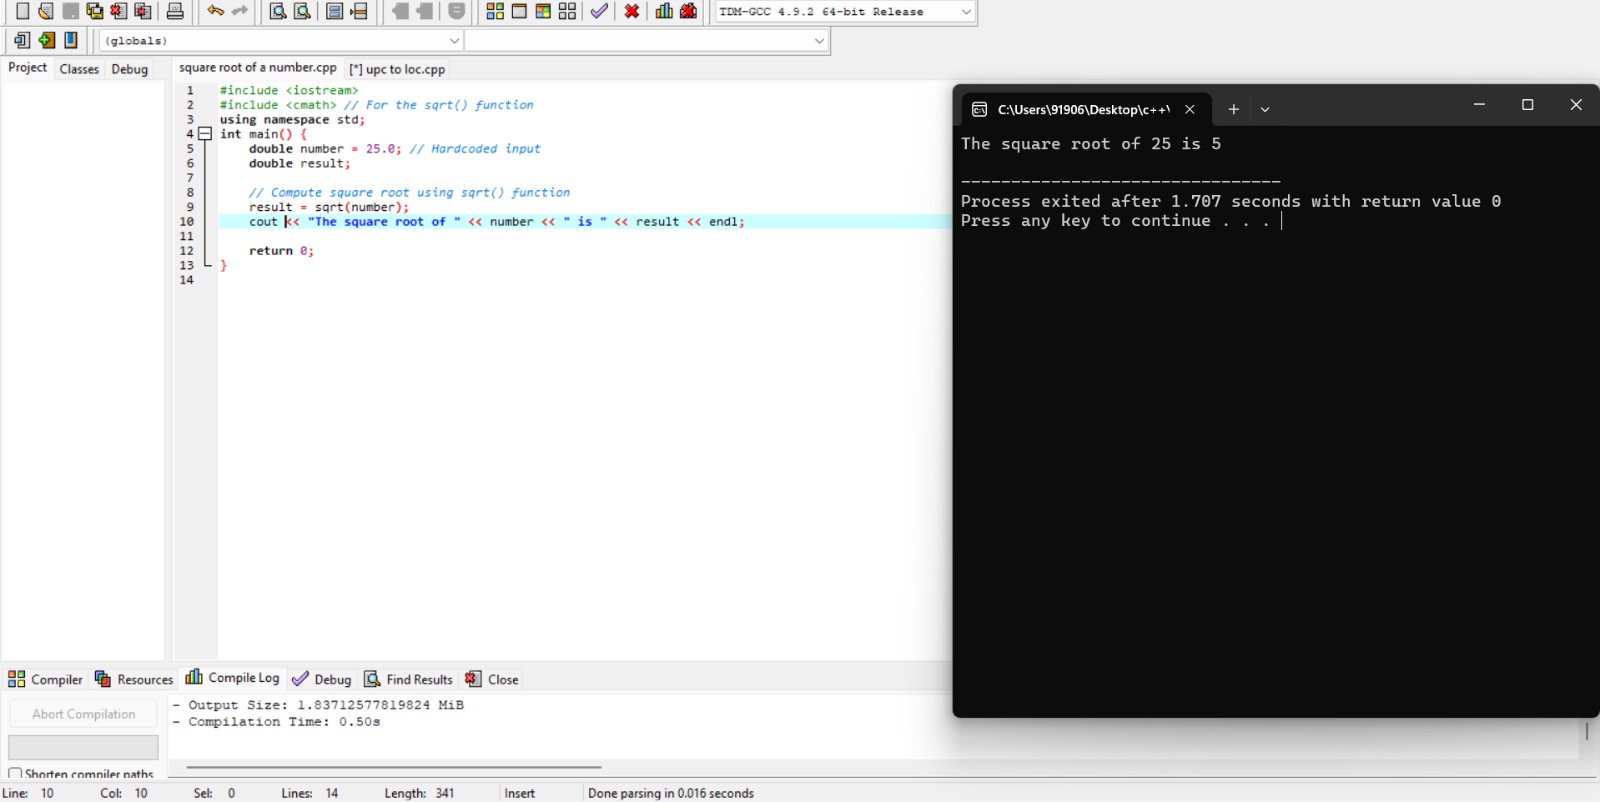 TDM-GCC 4.9.2 64-bit Release
(globals)
Project Classes Debug
square root of a number.cpp [*] upc to loc.cpp
1 #include <iostream>
2 #include <cmath> // For the sqrt() function
3 using namespace std;
4 int main() {
5 double number = 25.0; // Hardcoded input
6 double result;
7
8 // Compute square root using sqrt() function
9 result = sqrt(number);
10 cout << "The square root of " << number << " is " << result << endl;
11
12 return 0;
13 }
14
C:\Users\91906\Desktop\c++\
The square root of 25 is 5
--------------------------------
Process exited after 1.707 seconds with return value 0
Press any key to continue . . .
Compiler Resources Compile Log Debug Find Results Close
Abort Compilation
Shorten compiler paths
- Output Size: 1.83712577819824 MiB
- Compilation Time: 0.50s
Line: 10 Col: 10 Sel: 0 Lines: 14 Length: 341 Insert Done parsing in 0.016 seconds